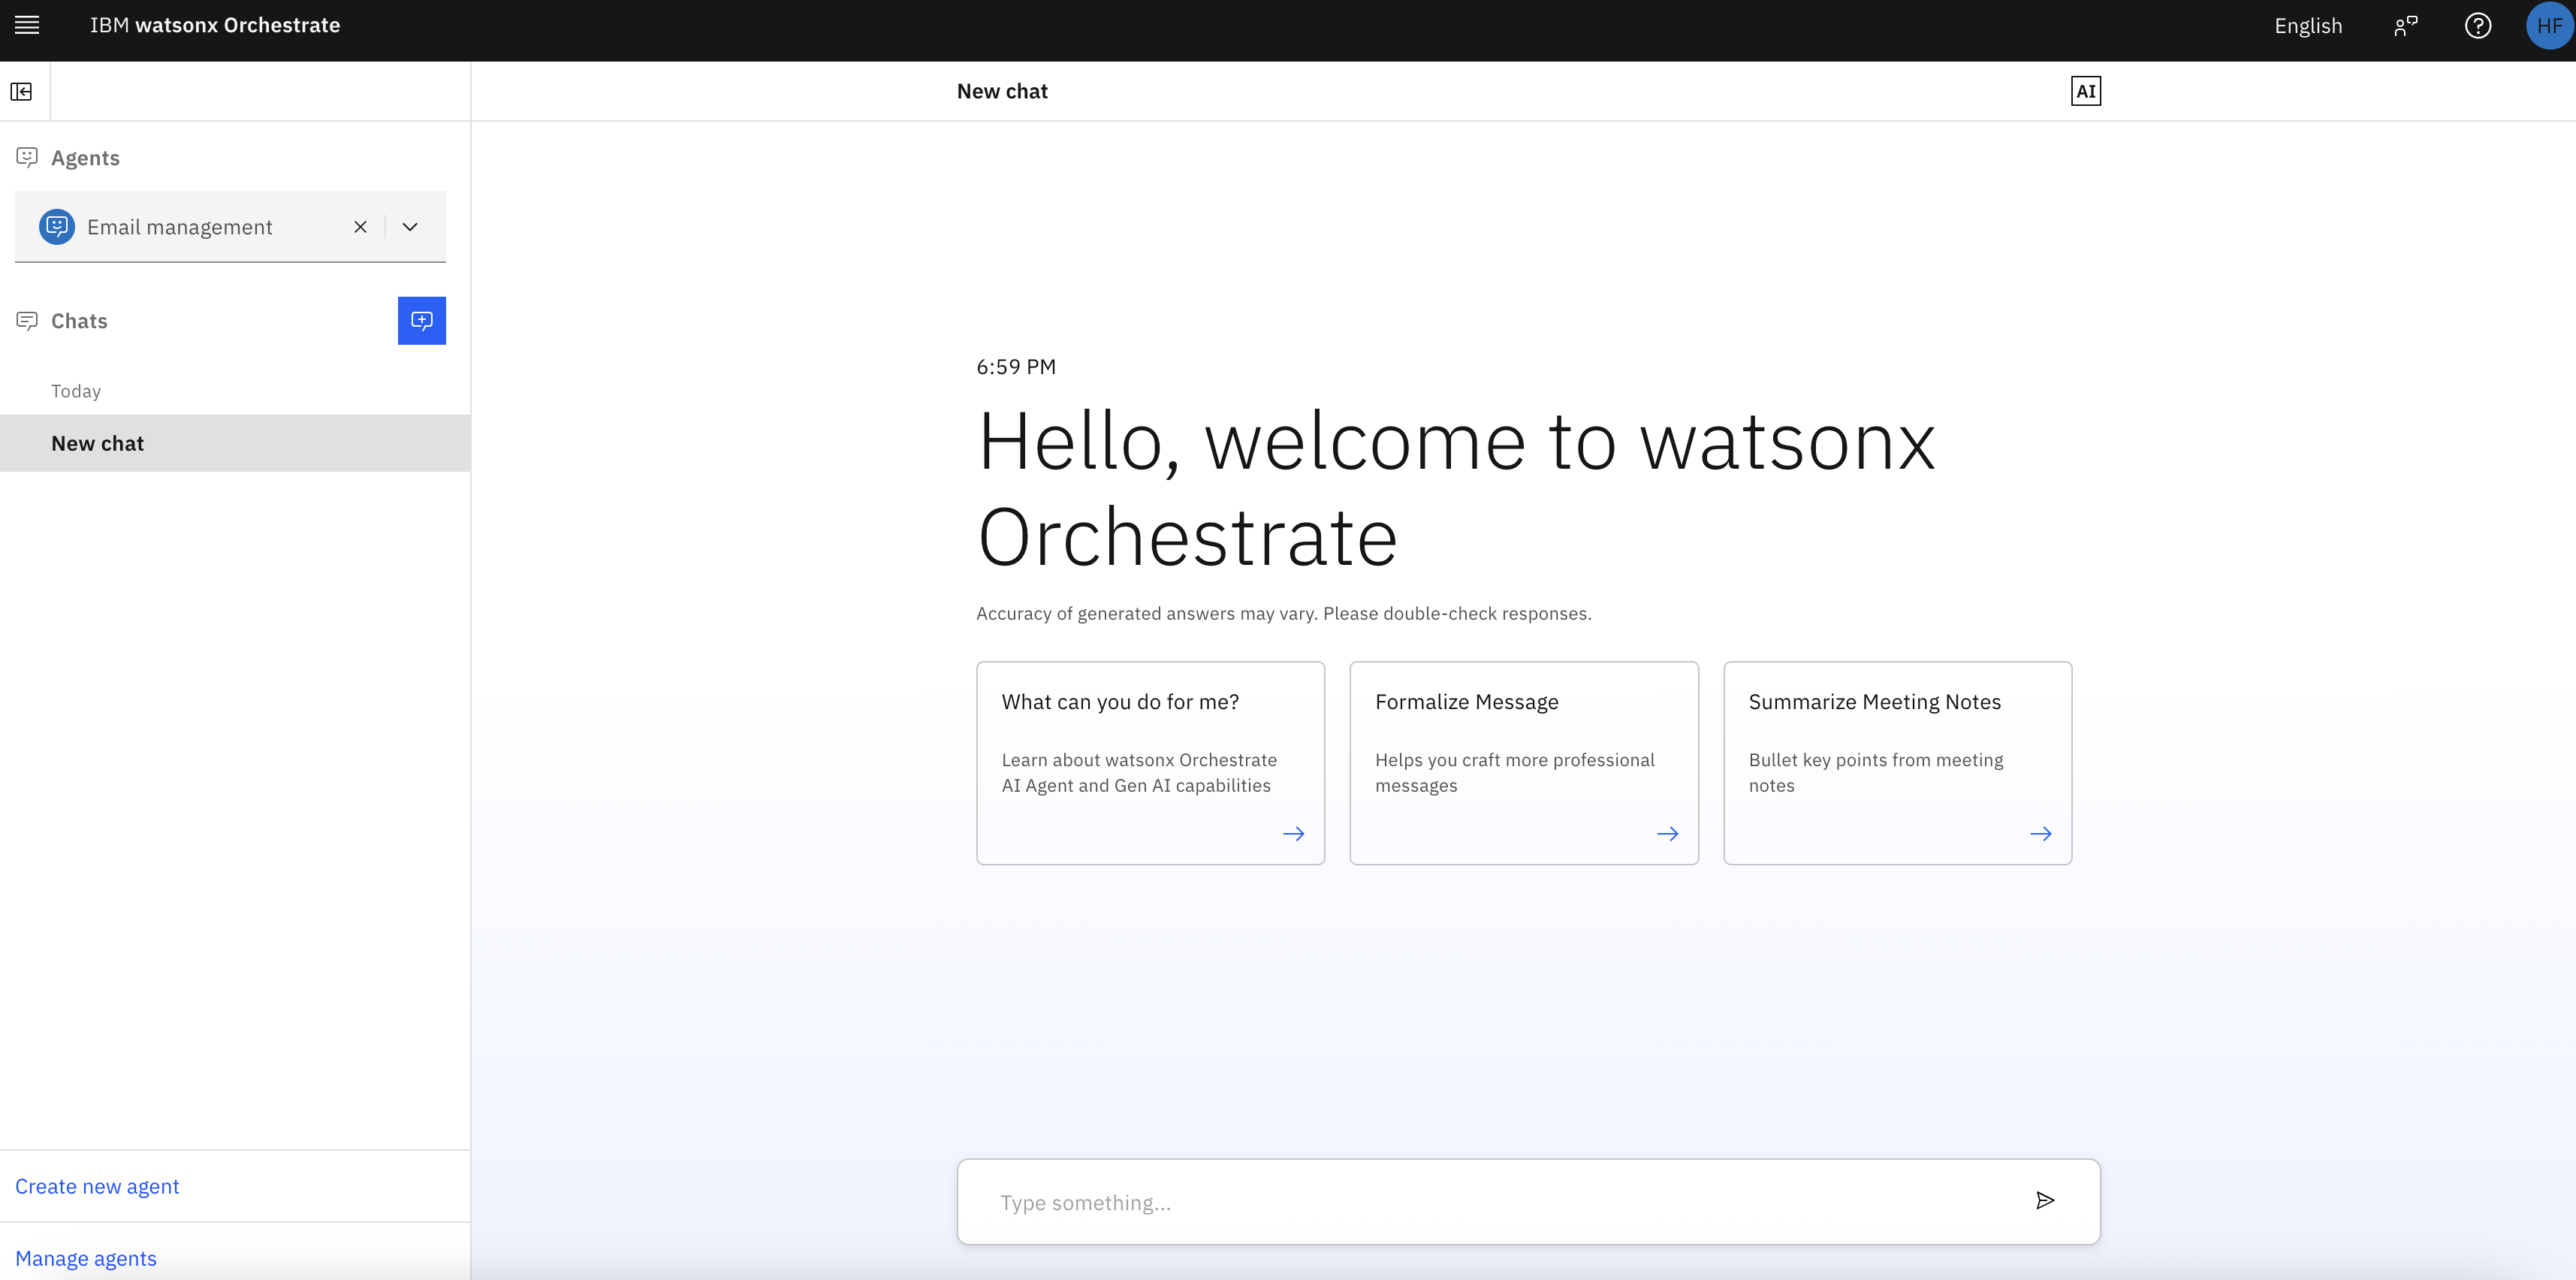 IBM watsonx Orchestrate
English
HF
New chat
AI
Agents
Email management
Chats
Today
New chat
6:59 PM
Hello, welcome to watsonx
Orchestrate
Accuracy of generated answers may vary. Please double-check responses.
What can you do for me?
Learn about watsonx Orchestrate
AI Agent and Gen AI capabilities
Formalize Message
Helps you craft more professional
messages
Summarize Meeting Notes
Bullet key points from meeting
notes
Create new agent
Manage agents
Type something...